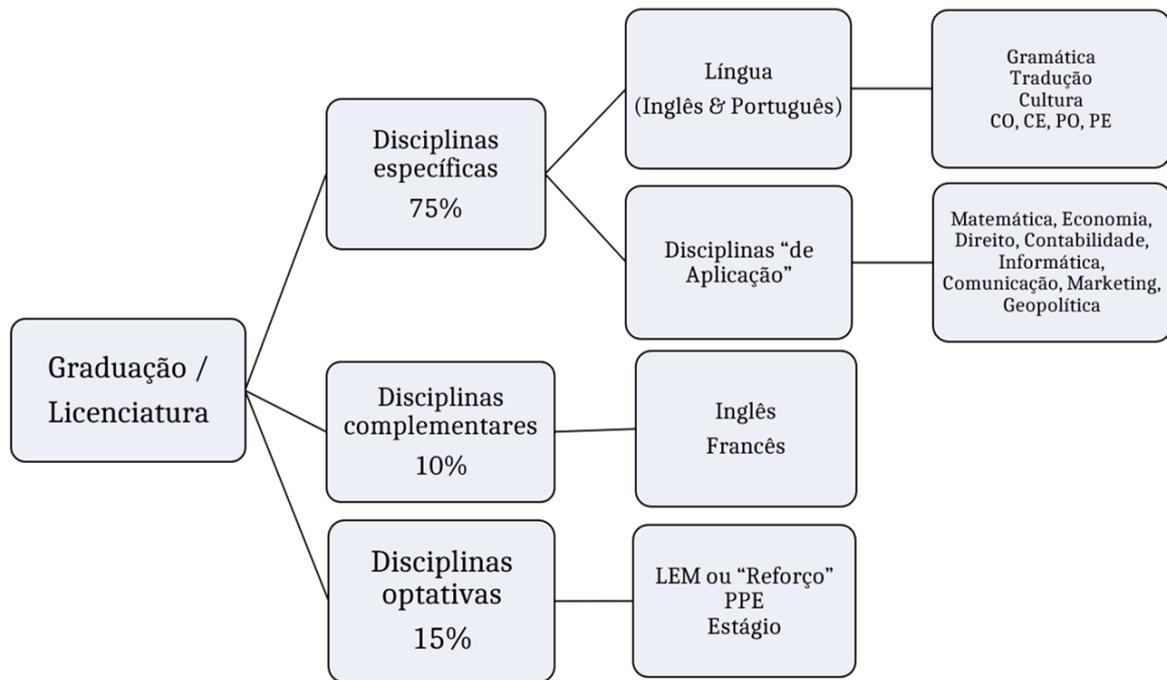 Graduação /
Licenciatura
Disciplinas
específicas
75%
Língua
(Inglês & Português)
Gramática
Tradução
Cultura
CO, CE, PO, PE
Disciplinas “de
Aplicação”
Matemática, Economia,
Direito, Contabilidade,
Informática,
Comunicação, Marketing,
Geopolítica
Disciplinas
complementares
10%
Inglês
Francês
Disciplinas
optativas
15%
LEM ou “Reforço”
PPE
Estágio